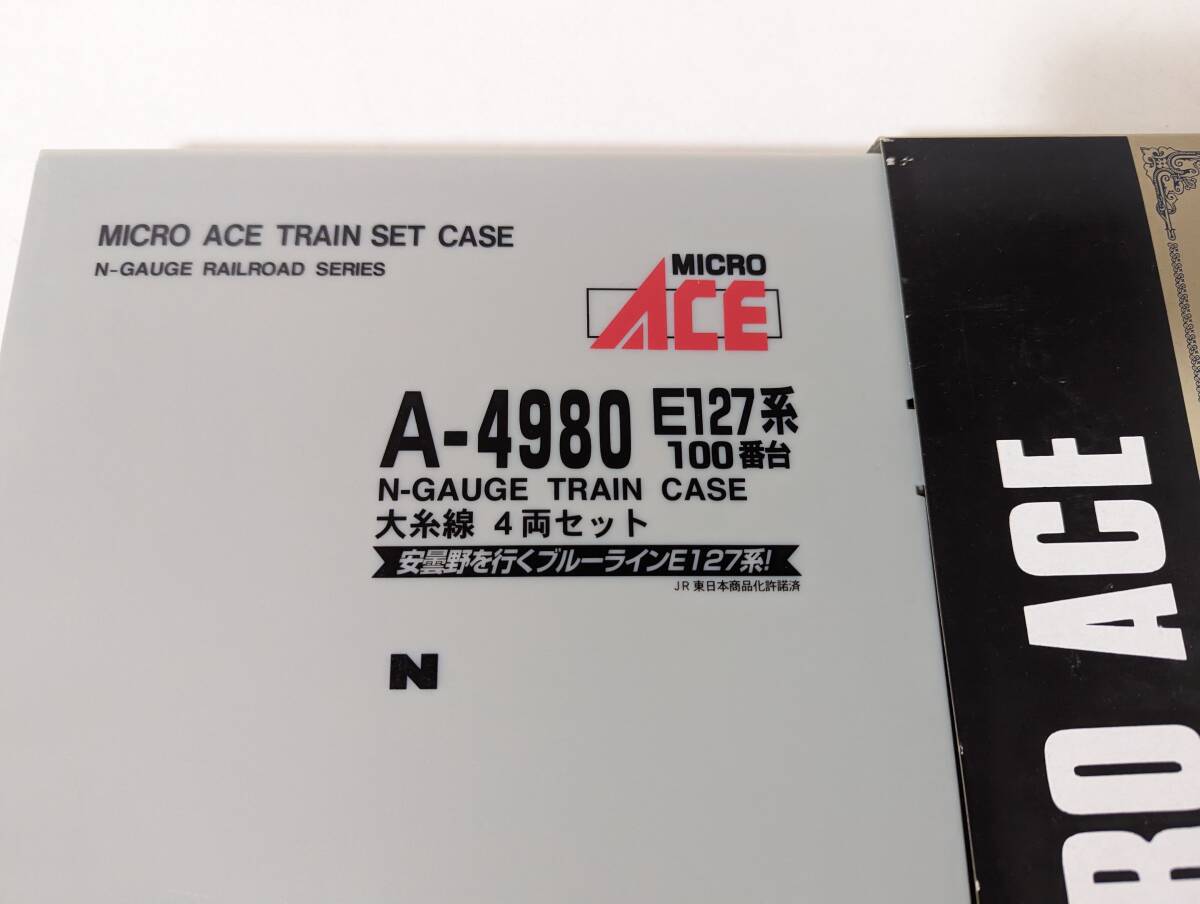 MICRO ACE TRAIN SET CASE
N-GAUGE RAILROAD SERIES
MICRO
ACE
A-4980 E127系
100番台
N-GAUGE TRAIN CASE
大糸線 4両セット
安曇野を行くブルーラインE127系!
JR東日本商品化許諾済
N
RO ACE